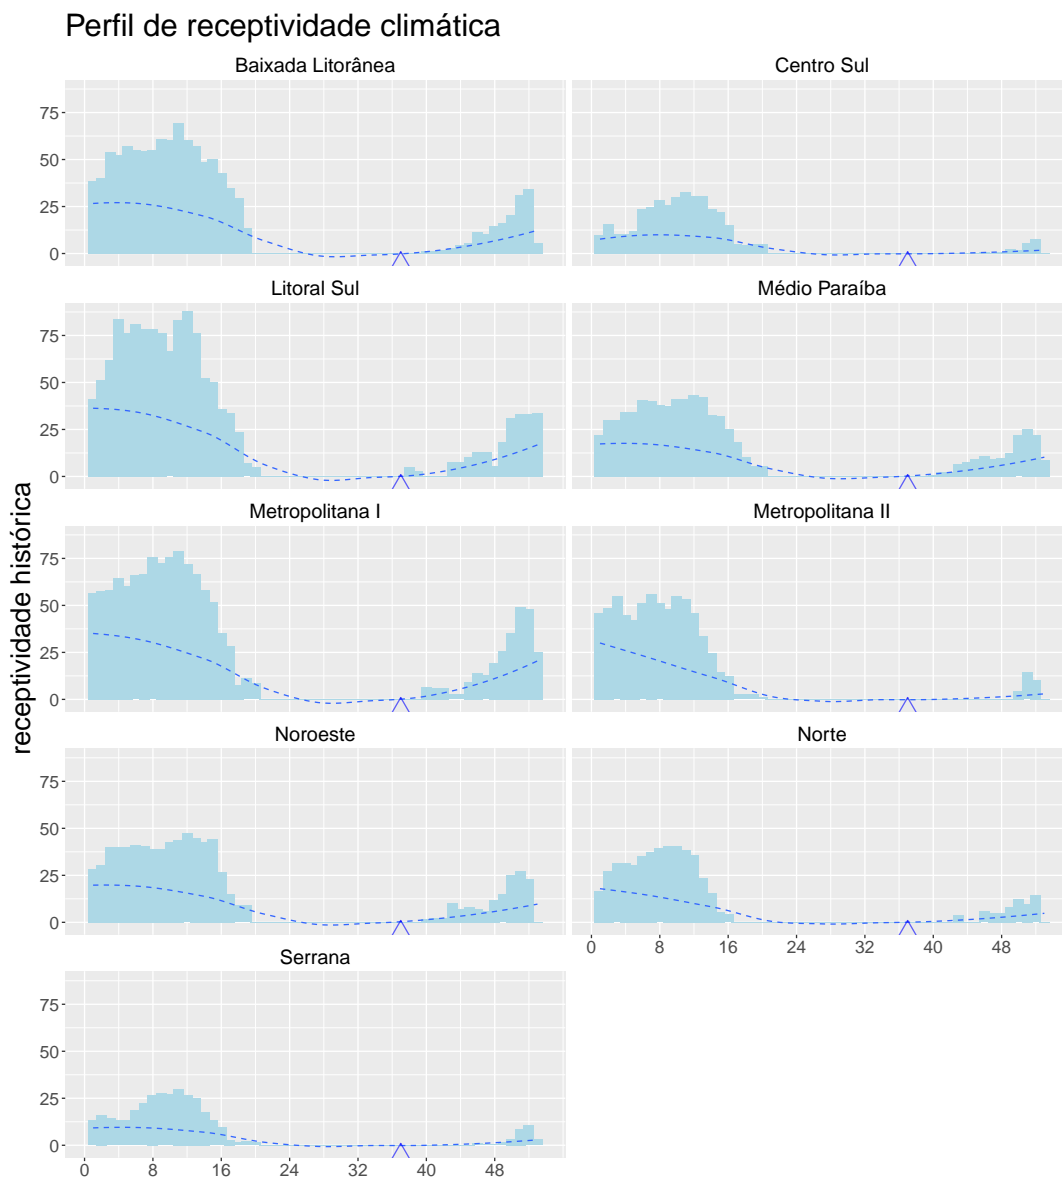 Perfil de receptividade climática
Baixada Litorânea
Centro Sul
75
50
25
0
Litoral Sul
Médio Paraíba
75
50
25
0
receptividade histórica
Metropolitana I
Metropolitana II
75
50
25
0
Noroeste
Norte
75
50
25
0
0 8 16 24 32 40 48
Serrana
75
50
25
0
0 8 16 24 32 40 48